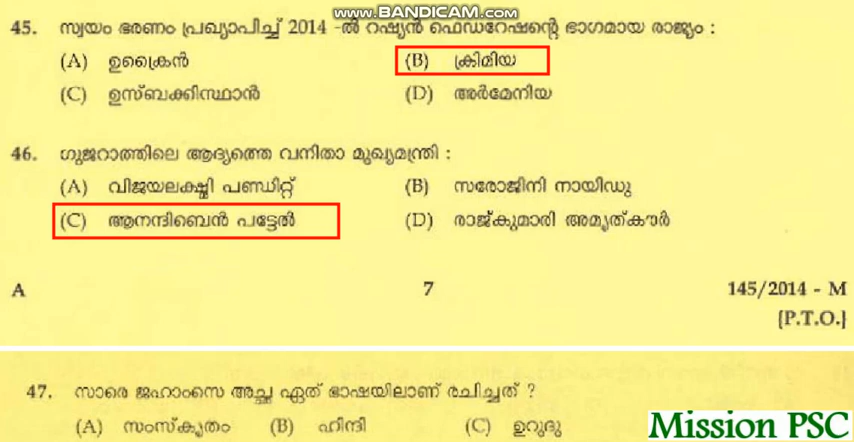 www.BANDICAM.com
45. സ്വയം ഭരണം പ്രഖ്യാപിച്ച് 2014 -ൽ റഷ്യൻ ഫെഡറേഷന്റെ ഭാഗമായ രാജ്യം :
(A) ഉക്രൈൻ (B) ക്രിമിയ
(C) ഉസ്ബക്കിസ്ഥാൻ (D) അർമേനിയ
46. ഗുജറാത്തിലെ ആദ്യത്തെ വനിതാ മുഖ്യമന്ത്രി :
(A) വിജയലക്ഷ്മി പണ്ഡിറ്റ് (B) സരോജിനി നായിഡു
(C) ആനന്ദിബെൻ പട്ടേൽ (D) രാജ്കുമാരി അമൃത്കൗർ
A 7 145/2014 - M
[P.T.O.]
47. സാരെ ജഹാംസെ അച്ഛ ഏത് ഭാഷയിലാണ് രചിച്ചത് ?
(A) സംസ്കൃതം (B) ഹിന്ദി (C) ഉറുദു
Mission PSC